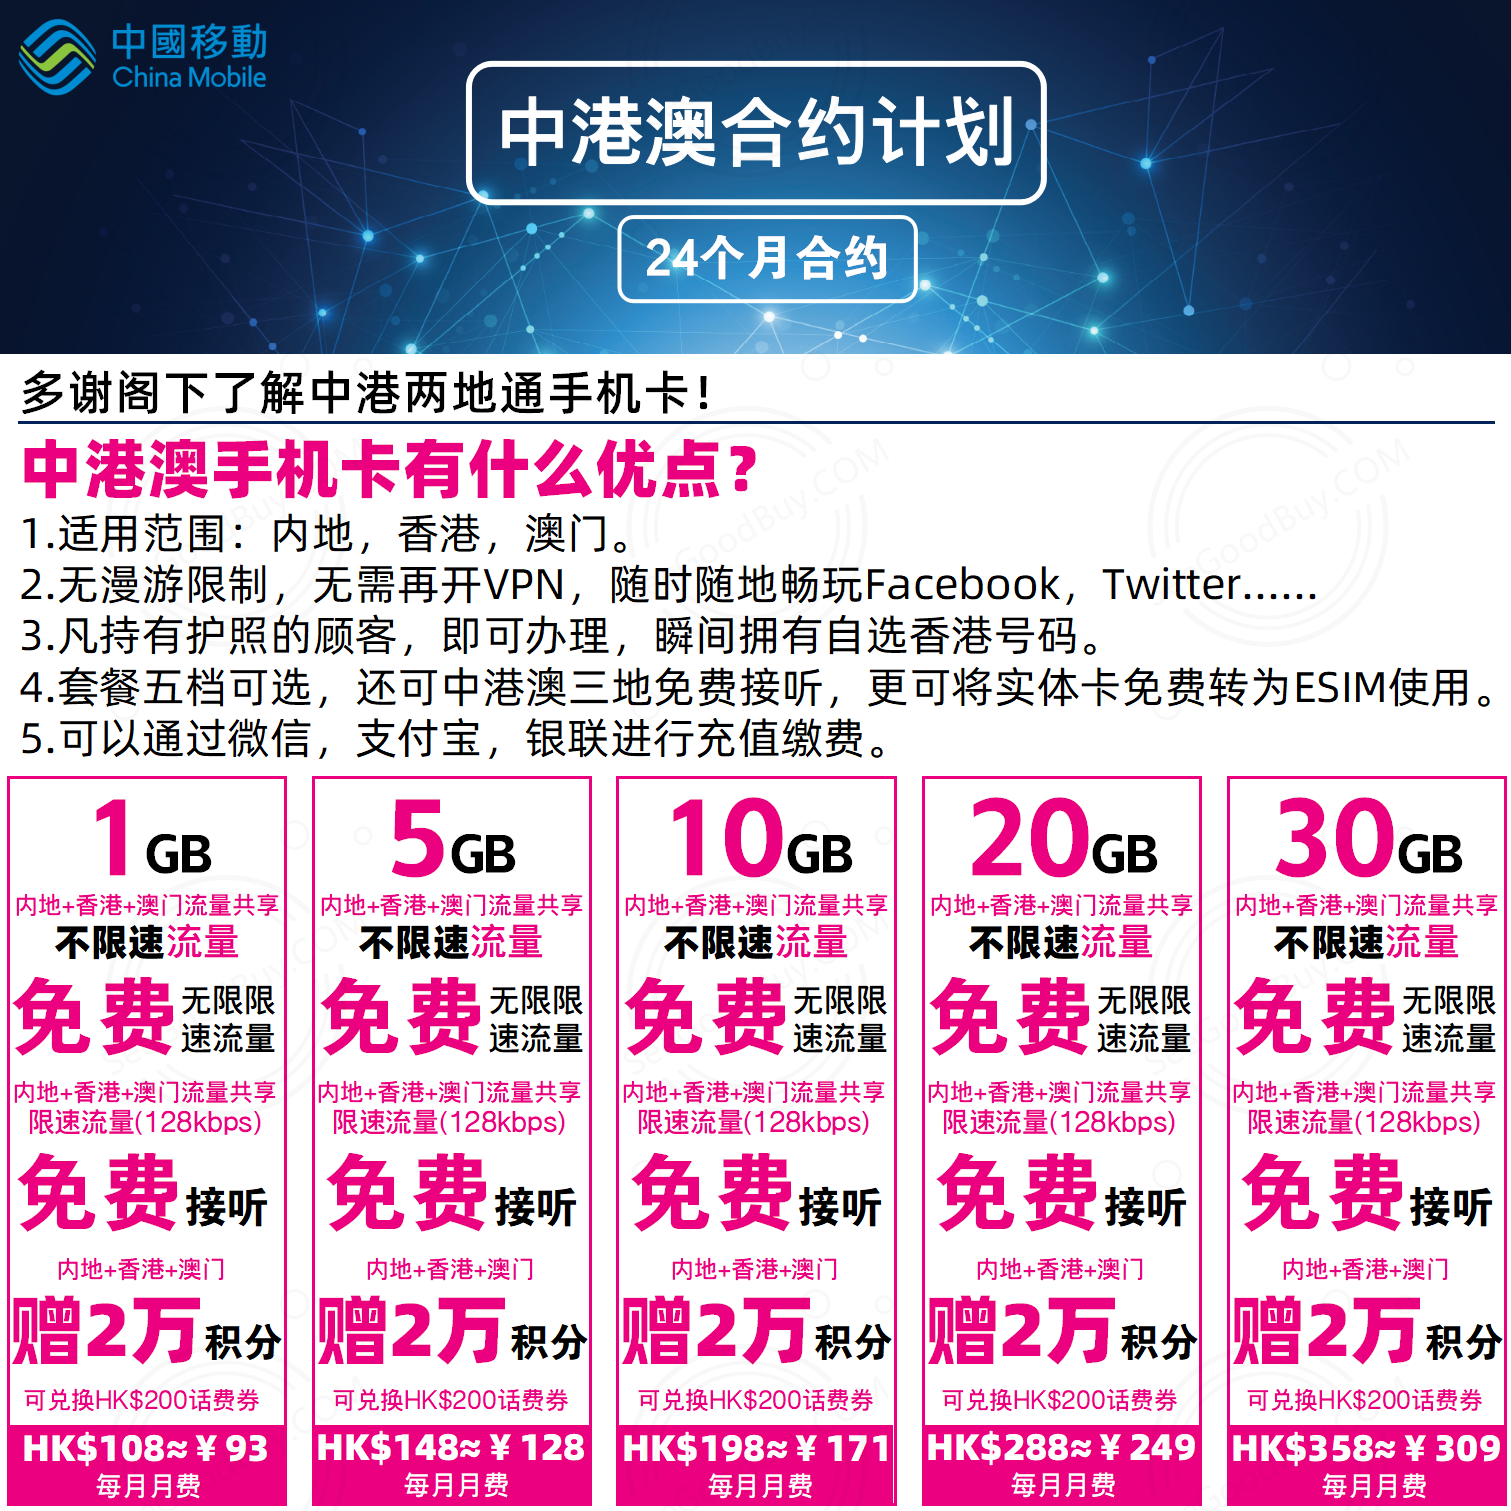 中國移動
China Mobile
中港澳合约计划
24个月合约
多谢阁下了解中港两地通手机卡！
中港澳手机卡有什么优点？
1.适用范围：内地，香港，澳门。
2.无漫游限制，无需再开VPN，随时随地畅玩Facebook，Twitter......
3.凡持有护照的顾客，即可办理，瞬间拥有自选香港号码。
4.套餐五档可选，还可中港澳三地免费接听，更可将实体卡免费转为ESIM使用。
5.可以通过微信，支付宝，银联进行充值缴费。
1GB
内地+香港+澳门流量共享
不限速流量
免费 无限限
速流量
内地+香港+澳门流量共享
限速流量(128kbps)
免费接听
内地+香港+澳门
赠2万积分
可兑换HK$200话费券
HK$108≈￥93
每月月费
5GB
内地+香港+澳门流量共享
不限速流量
免费 无限限
速流量
内地+香港+澳门流量共享
限速流量(128kbps)
免费接听
内地+香港+澳门
赠2万积分
可兑换HK$200话费券
HK$148≈￥128
每月月费
10GB
内地+香港+澳门流量共享
不限速流量
免费 无限限
速流量
内地+香港+澳门流量共享
限速流量(128kbps)
免费接听
内地+香港+澳门
赠2万积分
可兑换HK$200话费券
HK$198≈￥171
每月月费
20GB
内地+香港+澳门流量共享
不限速流量
免费 无限限
速流量
内地+香港+澳门流量共享
限速流量(128kbps)
免费接听
内地+香港+澳门
赠2万积分
可兑换HK$200话费券
HK$288≈￥249
每月月费
30GB
内地+香港+澳门流量共享
不限速流量
免费 无限限
速流量
内地+香港+澳门流量共享
限速流量(128kbps)
免费接听
内地+香港+澳门
赠2万积分
可兑换HK$200话费券
HK$358≈￥309
每月月费